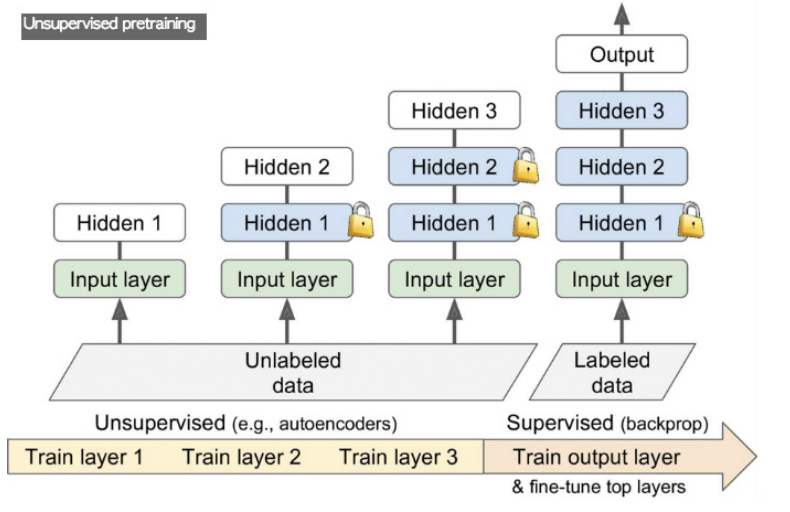 Unsupervised pretraining
Output
Hidden 3
Hidden 3
Hidden 2
Hidden 2
Hidden 2
Hidden 1
Hidden 1
Hidden 1
Hidden 1
Input layer
Input layer
Input layer
Input layer
Unlabeled
data
Labeled
data
Unsupervised (e.g., autoencoders)
Supervised (backprop)
Train layer 1
Train layer 2
Train layer 3
Train output layer
& fine-tune top layers